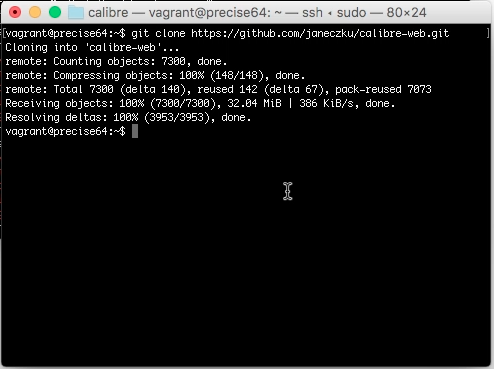 calibre — vagrant@precise64: ~ — ssh ◂ sudo — 80×24
[vagrant@precise64:~$ git clone https://github.com/janeczku/calibre-web.git ]
Cloning into 'calibre-web'...
remote: Counting objects: 7300, done.
remote: Compressing objects: 100% (148/148), done.
remote: Total 7300 (delta 140), reused 142 (delta 67), pack-reused 7073
Receiving objects: 100% (7300/7300), 32.04 MiB | 386 KiB/s, done.
Resolving deltas: 100% (3953/3953), done.
vagrant@precise64:~$